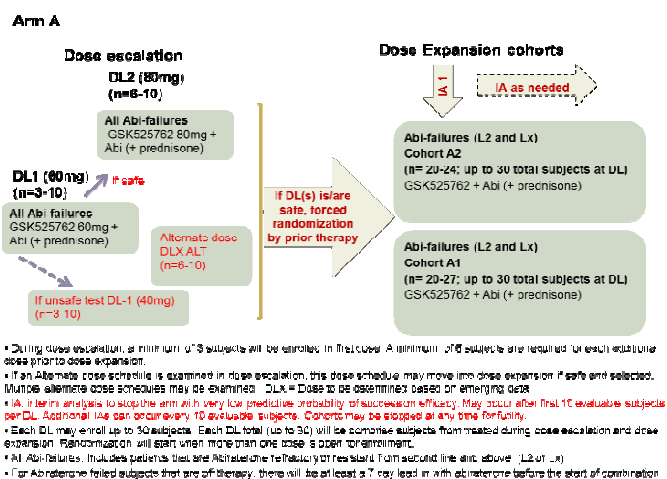 Arm A
Dose escalation
Dose Expansion cohorts
DL2 (80mg)
(n=6-10)
IA 1
IA as needed
All Abi-failures
GSK525762 80mg +
Abi (+ prednisone)
DL1 (60mg)
(n=3-10)
If safe
All Abi failures
GSK525762 60mg +
Abi (+ prednisone)
Alternate dose
DLX ALT
(n=6-10)
If unsafe test DL-1 (40mg)
(n=3-10)
If DL(s) is/are
safe, forced
randomization
by prior therapy
Abi-failures (L2 and Lx)
Cohort A2
(n= 20-24; up to 30 total subjects at DL)
GSK525762 + Abi (+ prednisone)
Abi-failures (L2 and Lx)
Cohort A1
(n= 20-27; up to 30 total subjects at DL)
GSK525762 + Abi (+ prednisone)
• During dose escalation, a minimum of 3 subjects will be enrolled in first dose. A minimum of 6 subjects are required for each additional
dose prior to dose expansion.
• If an Alternate dose schedule is examined in dose escalation, this dose schedule may move into dose expansion if safe and selected.
Multiple alternate dose schedules may be examined. DLX = Dose to be determined based on emerging data
• IA: interim analysis to stop the arm with very low predictive probability of success on efficacy. May occur after first 10 evaluable subjects
per DL. Additional IAs can occur every 10 evaluable subjects. Cohorts may be stopped at any time for futility.
• Each DL may enroll up to 30 subjects. Each DL total (up to 30) will be comprise subjects from treated during dose escalation and dose
expansion. Randomization will start when more than one dose is open for enrollment.
• All Abi-failures: Includes patients that are Abiraterone refractory or resistant from second line and above (L2 or Lx)
• For Abiraterone failed subjects that are off therapy, there will be at least a 7 day lead in with abiraterone before the start of combination